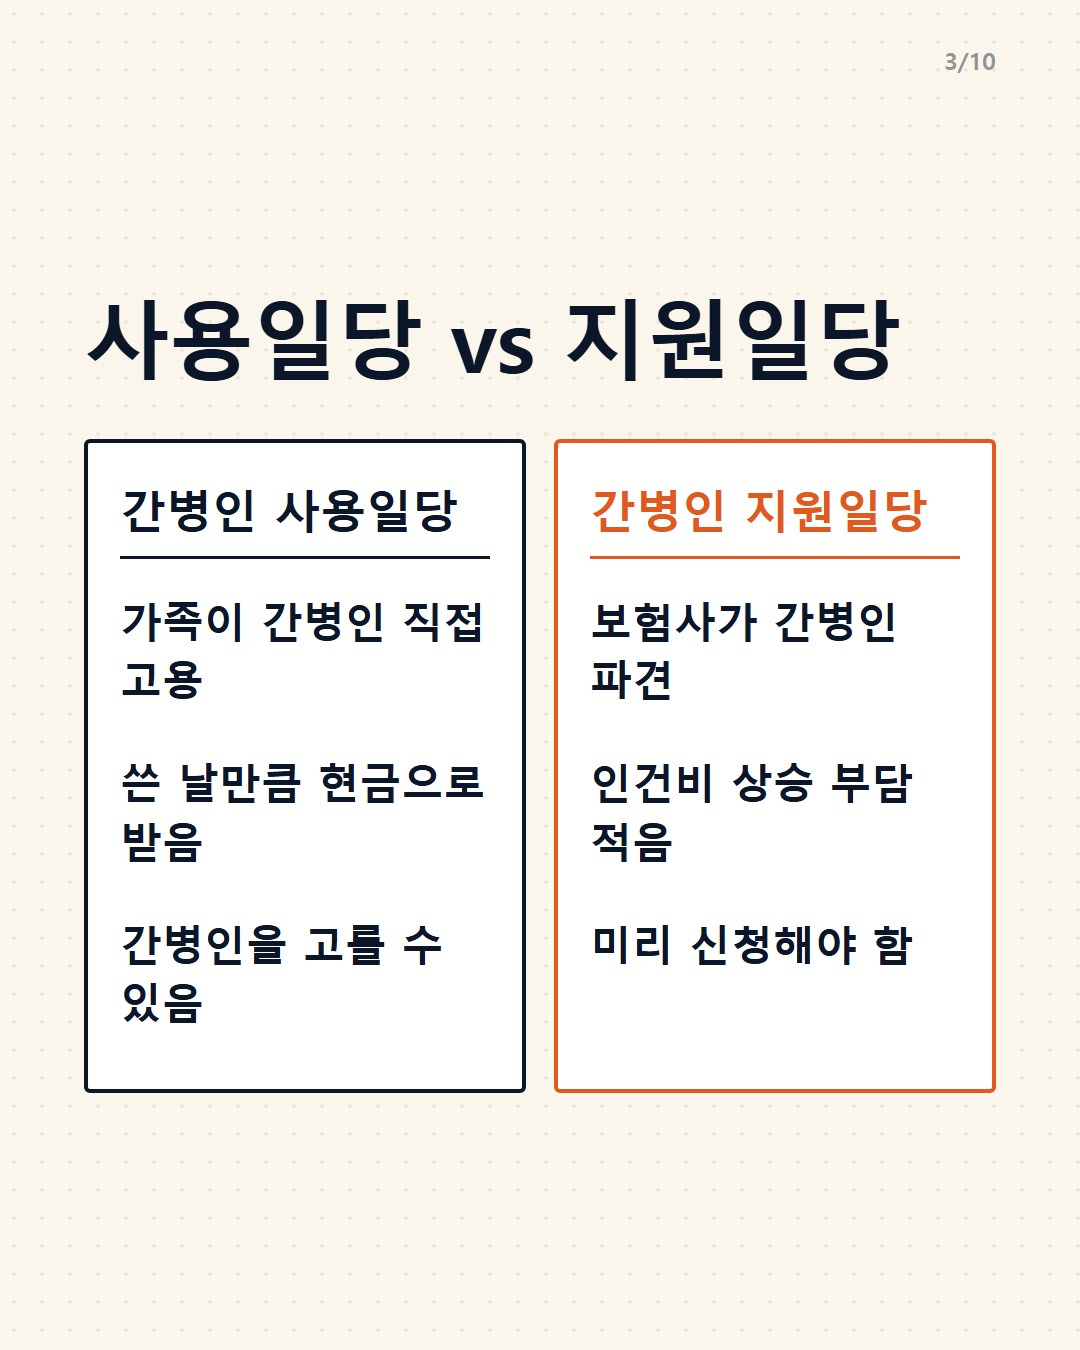 3/10
사용일당 vs 지원일당
간병인 사용일당
가족이 간병인 직접
고용
쓴 날만큼 현금으로
받음
간병인을 고를 수
있음
간병인 지원일당
보험사가 간병인
파견
인건비 상승 부담
적음
미리 신청해야 함